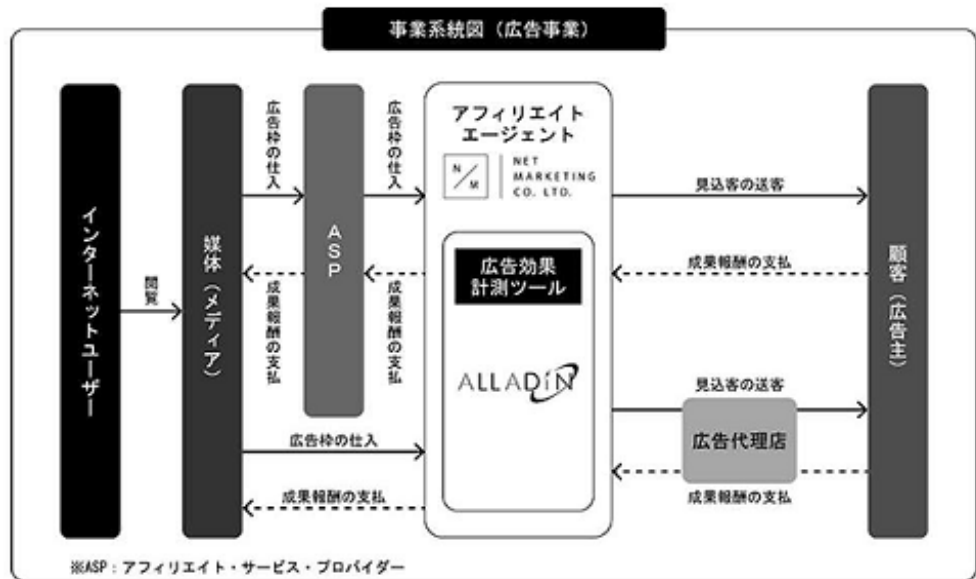 事業系統図（広告事業）
インターネットユーザー
閲覧
媒体（メディア）
広告枠の仕入
成果報酬の支払
ASP
広告枠の仕入
成果報酬の支払
広告枠の仕入
成果報酬の支払
アフィリエイト
エージェント
N/M
NET
MARKETING
CO. LTD.
広告効果
計測ツール
ALLADiN
見込客の送客
成果報酬の支払
見込客の送客
広告代理店
成果報酬の支払
顧客（広告主）
※ASP：アフィリエイト・サービス・プロバイダー